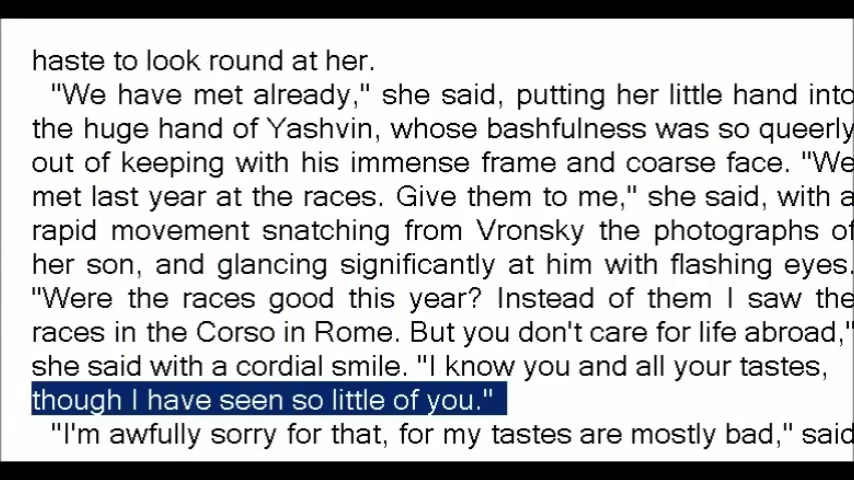 haste to look round at her.
"We have met already," she said, putting her little hand into
the huge hand of Yashvin, whose bashfulness was so queerly
out of keeping with his immense frame and coarse face. "We
met last year at the races. Give them to me," she said, with a
rapid movement snatching from Vronsky the photographs of
her son, and glancing significantly at him with flashing eyes.
"Were the races good this year? Instead of them I saw the
races in the Corso in Rome. But you don't care for life abroad,"
she said with a cordial smile. "I know you and all your tastes,
though I have seen so little of you."
"I'm awfully sorry for that, for my tastes are mostly bad," said